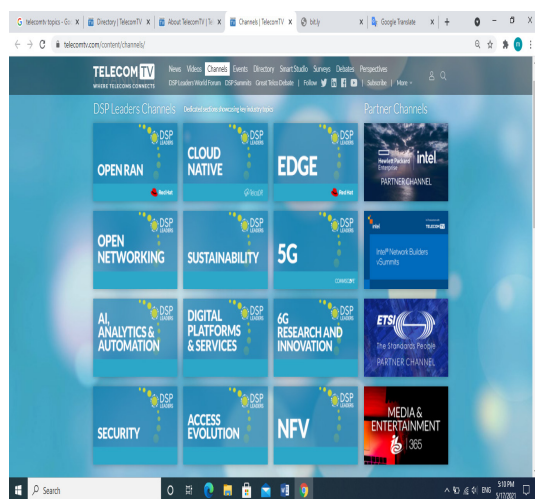 telecomtv-topics - Go
Directory | TelecomTV
About TelecomTV | Te
Channels | TelecomTV
bit.ly
Google Translate
telecomtv.com/content/channels/
TELECOM TV
WHERE TELECOMS CONNECTS
News Videos Channels Events Directory Smart Studio Surveys Debates Perspectives
DSP Leaders World Forum DSP Summits Great Telco Debate | Follow | Subscribe | More
DSP Leaders Channels Dedicated sections showcasing key industry topics
Partner Channels
DSP LEADERS
OPEN RAN
Red Hat
DSP LEADERS
CLOUD
NATIVE
DSP LEADERS
EDGE
Red Hat
Hewlett Packard
Enterprise
intel
PARTNER CHANNEL
DSP LEADERS
OPEN
NETWORKING
DSP LEADERS
SUSTAINABILITY
DSP LEADERS
5G
COMMSCOPE
intel
TELECOM TV
Intel® Network Builders
vSummits
DSP LEADERS
AI,
ANALYTICS &
AUTOMATION
DSP LEADERS
DIGITAL
PLATFORMS
& SERVICES
DSP LEADERS
6G
RESEARCH AND
INNOVATION
ETSI
The Standards People
PARTNER CHANNEL
DSP LEADERS
SECURITY
DSP LEADERS
ACCESS
EVOLUTION
DSP LEADERS
NFV
MEDIA &
ENTERTAINMENT
365
Search
ENG
5:10 PM
5/17/2021